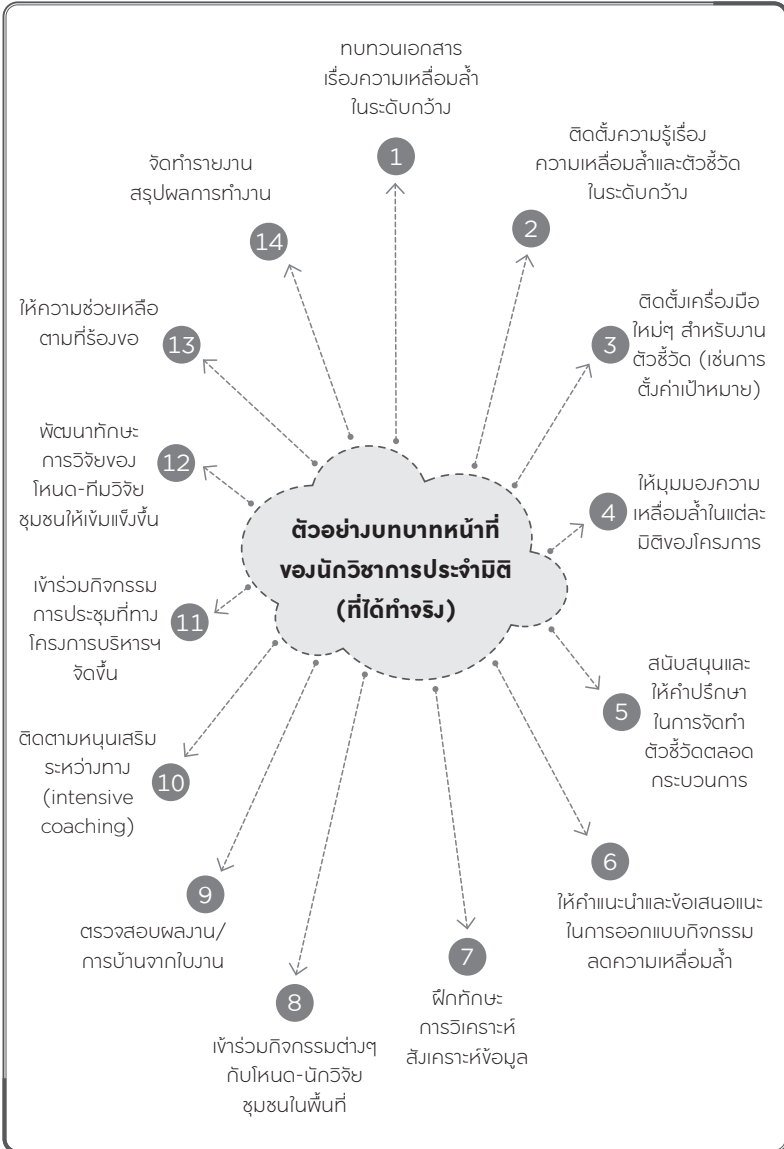 ทบทวนเอกสาร
เรื่องความเหลื่อมล้ำ
ในระดับกว้าง
1
ติดตั้งความรู้เรื่อง
ความเหลื่อมล้ำและตัวชี้วัด
ในระดับกว้าง
2
ติดตั้งเครื่องมือ
ใหม่ๆ สำหรับงาน
ตัวชี้วัด (เช่นการ
ตั้งค่าเป้าหมาย)
3
ให้มุมมองความ
เหลื่อมล้ำในแต่ละ
มิติของโครงการ
4
สนับสนุนและ
ให้คำปรึกษา
ในการจัดทำ
ตัวชี้วัดตลอด
กระบวนการ
5
6
ให้คำแนะนำและข้อเสนอแนะ
ในการออกแบบกิจกรรม
ลดความเหลื่อมล้ำ
7
ฝึกทักษะ
การวิเคราะห์
สังเคราะห์ข้อมูล
8
เข้าร่วมกิจกรรมต่างๆ
กับโหนด-นักวิจัย
ชุมชนในพื้นที่
9
ตรวจสอบผลงาน/
การบ้านจากใบงาน
ติดตามหนุนเสริม
ระหว่างทาง
(intensive
coaching)
10
เข้าร่วมกิจกรรม
การประชุมที่ทาง
โครงการบริหารฯ
จัดขึ้น
11
พัฒนาทักษะ
การวิจัยของ
โหนด-ทีมวิจัย
ชุมชนให้เข้มแข็งขึ้น
12
ให้ความช่วยเหลือ
ตามที่ร้องขอ
13
จัดทำรายงาน
สรุปผลการทำงาน
14
ตัวอย่างบทบาทหน้าที่
ของนักวิชาการประจำมิติ
(ที่ได้ทำจริง)